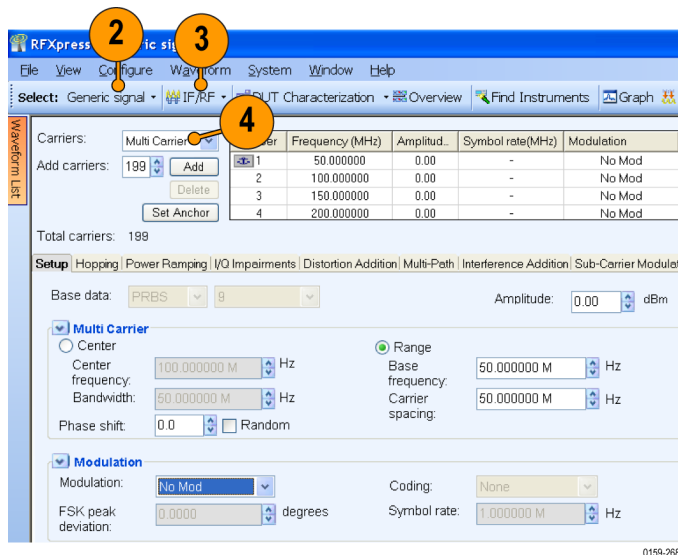 2
3
RFXpress ic sig
File View Configure Waveform System Window Help
Select: Generic signal IF/RF DUT Characterization Overview Find Instruments Graph
4
Waveform List
Carriers: Multi Carrier
Frequency (MHz) Amplitud... Symbol rate(MHz) Modulation
Add carriers: 199 Add
1 50.000000 0.00 - No Mod
2 100.000000 0.00 - No Mod
Delete
3 150.000000 0.00 - No Mod
Set Anchor
4 200.000000 0.00 - No Mod
Total carriers: 199
Setup Hopping Power Ramping I/Q Impairments Distortion Addition Multi-Path Interference Addition Sub-Carrier Modulat
Base data: PRBS 9
Amplitude: 0.00 dBm
Multi Carrier
Center
Range
Center frequency: 100.000000 M Hz
Base frequency: 50.000000 M Hz
Bandwidth: 50.000000 M Hz
Carrier spacing: 50.000000 M Hz
Phase shift: 0.0 Random
Modulation
Modulation: No Mod
Coding: None
FSK peak deviation: 0.0000 degrees
Symbol rate: 1.000000 M Hz
0159-268